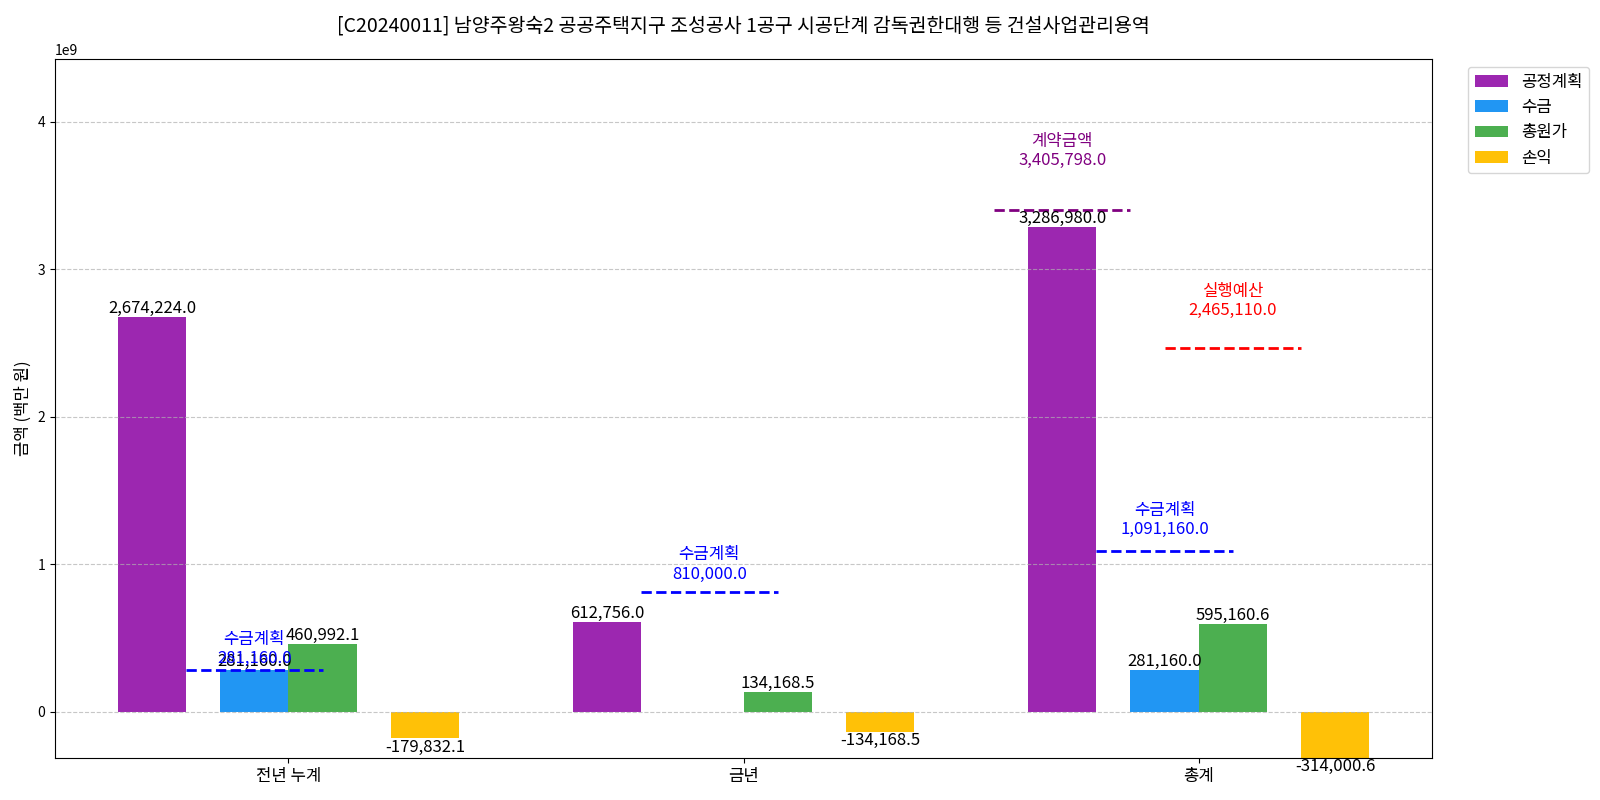 [C20240011] 남양주왕숙2 공공주택지구 조성공사 1공구 시공단계 감독권한대행 등 건설사업관리용역
1e9
공정계획
수금
총원가
손익
금액 (백만 원)
4
3
2
1
0
2,674,224.0
수금계획
281,160.0
281,160.0
460,992.1
-179,832.1
612,756.0
수금계획
810,000.0
134,168.5
-134,168.5
계약금액
3,405,798.0
3,286,980.0
실행예산
2,465,110.0
수금계획
1,091,160.0
281,160.0
595,160.6
-314,000.6
전년 누계
금년
총계